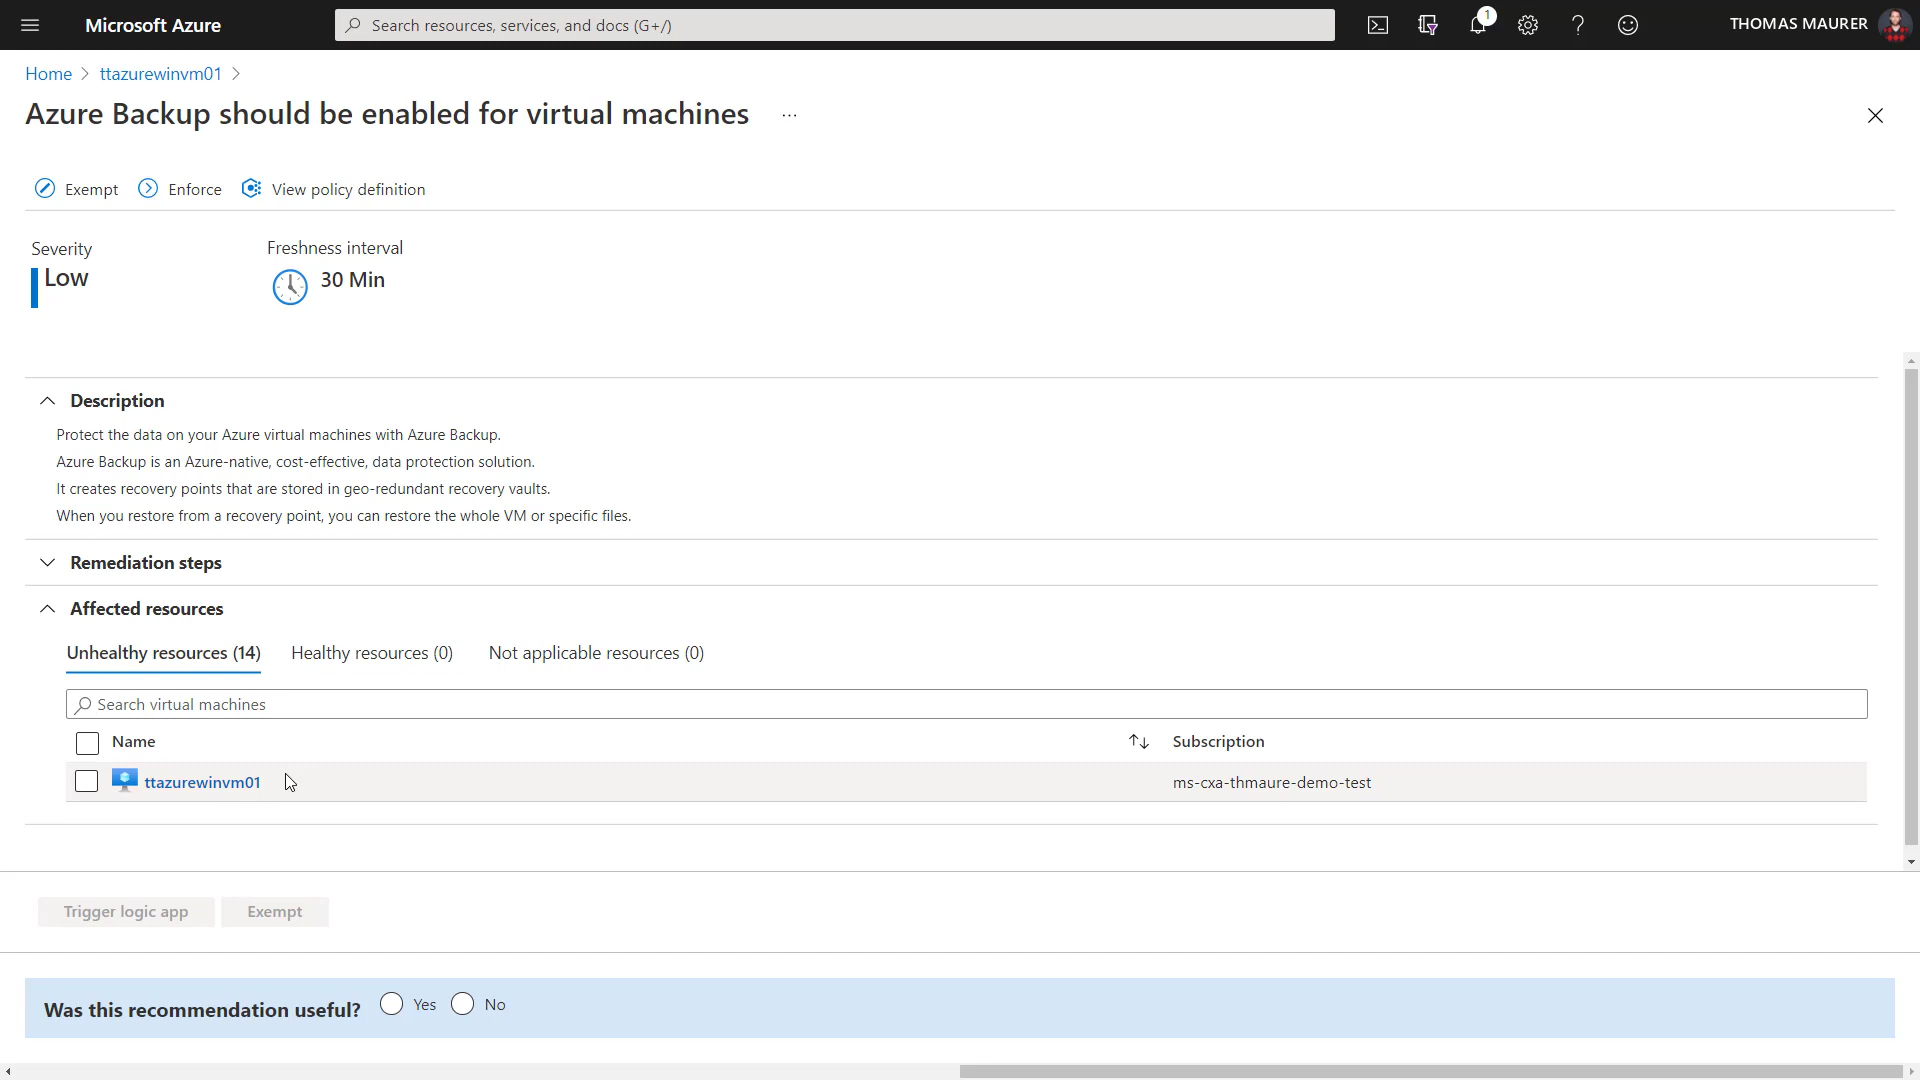 Microsoft Azure
Search resources, services, and docs (G+/)
1
THOMAS MAURER
Home > ttazurewinvm01 >
Azure Backup should be enabled for virtual machines ...
Exempt Enforce View policy definition
Severity
Low
Freshness interval
30 Min
Description
Protect the data on your Azure virtual machines with Azure Backup.
Azure Backup is an Azure-native, cost-effective, data protection solution.
It creates recovery points that are stored in geo-redundant recovery vaults.
When you restore from a recovery point, you can restore the whole VM or specific files.
Remediation steps
Affected resources
Unhealthy resources (14) Healthy resources (0) Not applicable resources (0)
Search virtual machines
Name Subscription
ttazurewinvm01 ms-cxa-thmaure-demo-test
Trigger logic app Exempt
Was this recommendation useful? Yes No